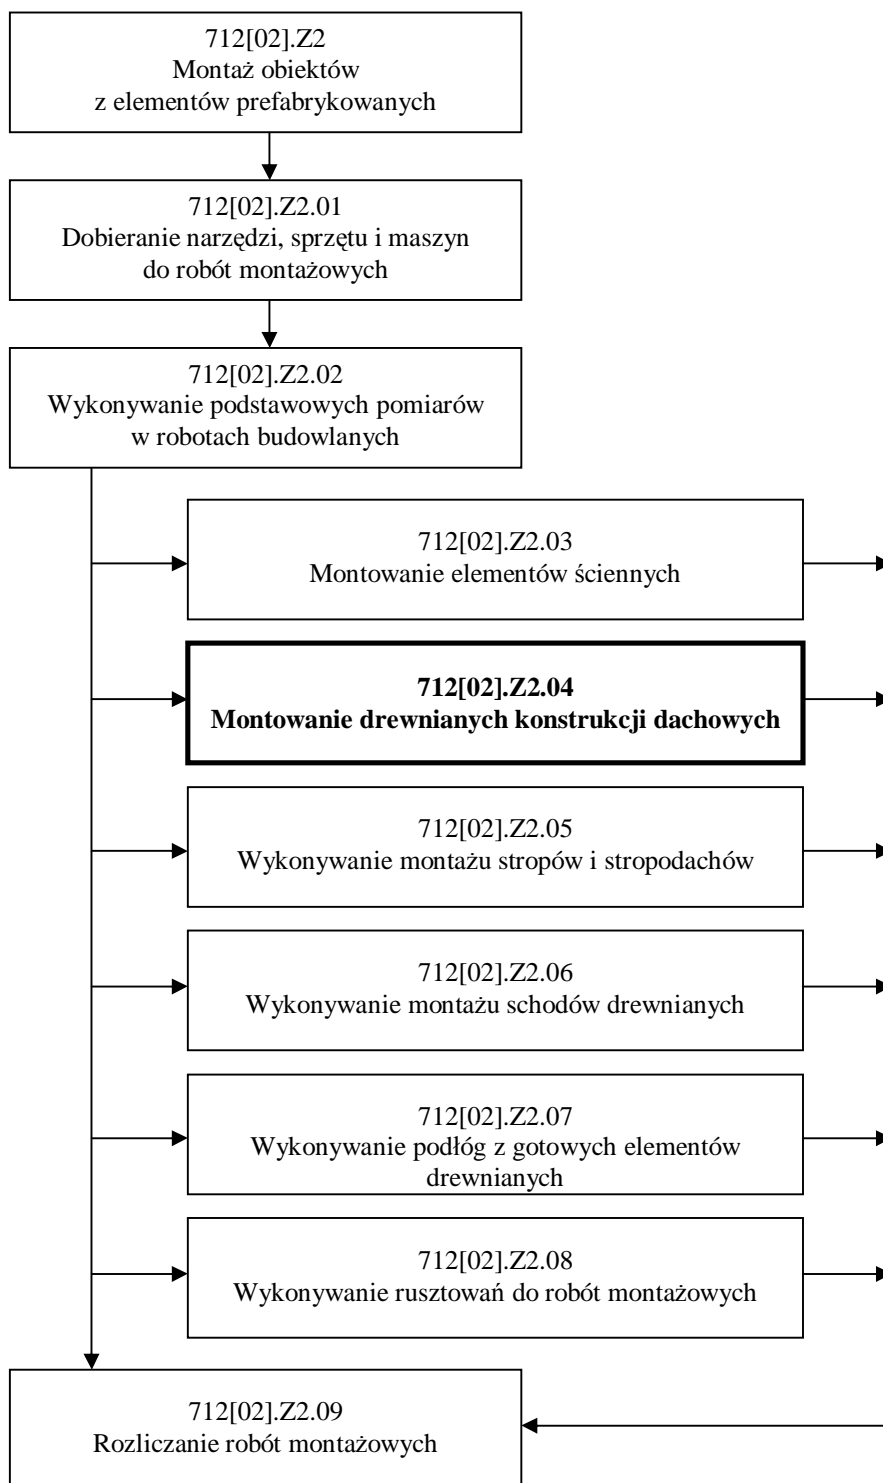 712[02].Z2
Montaż obiektów
z elementów prefabrykowanych
712[02].Z2.01
Dobieranie narzędzi, sprzętu i maszyn
do robót montażowych
712[02].Z2.02
Wykonywanie podstawowych pomiarów
w robotach budowlanych
712[02].Z2.03
Montowanie elementów ściennych
712[02].Z2.04
Montowanie drewnianych konstrukcji dachowych
712[02].Z2.05
Wykonywanie montażu stropów i stropodachów
712[02].Z2.06
Wykonywanie montażu schodów drewnianych
712[02].Z2.07
Wykonywanie podłóg z gotowych elementów
drewnianych
712[02].Z2.08
Wykonywanie rusztowań do robót montażowych
712[02].Z2.09
Rozliczanie robót montażowych